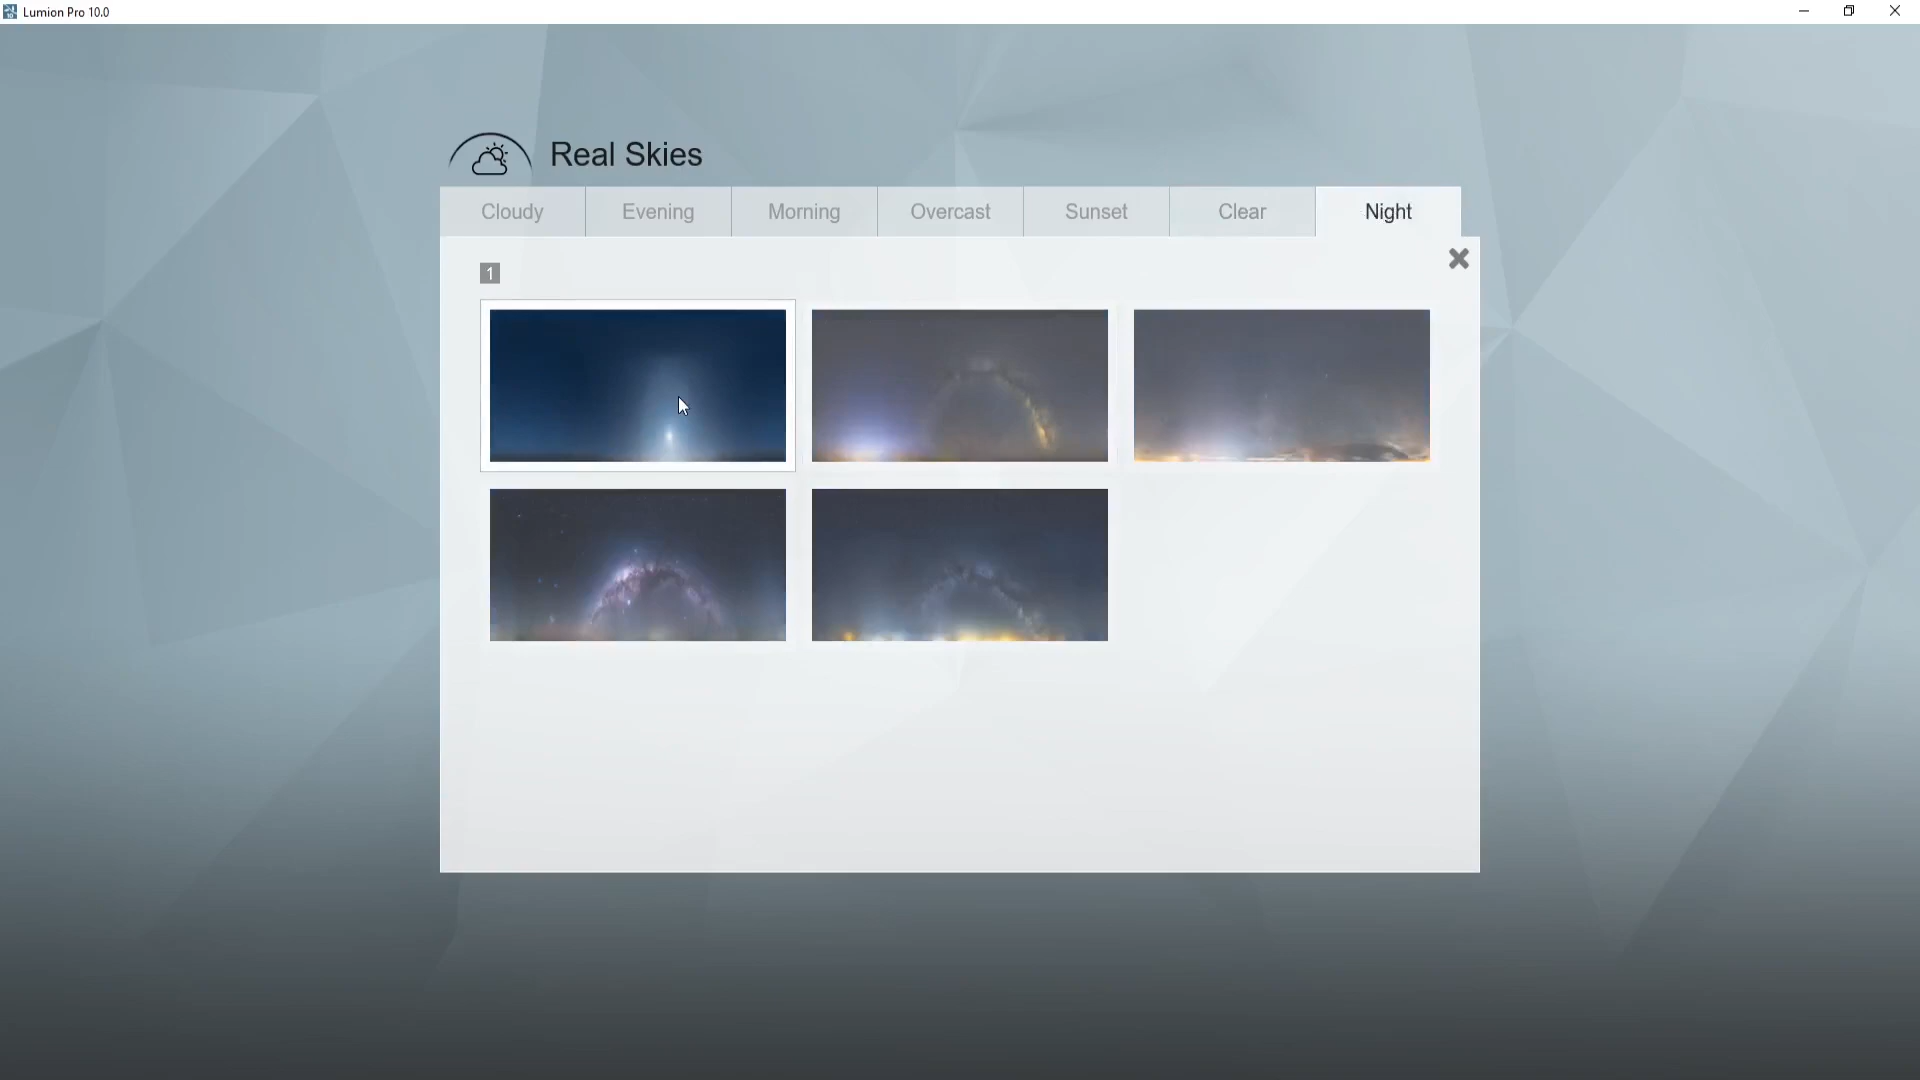 Lumion Pro 10.0
Real Skies
Cloudy Evening Morning Overcast Sunset Clear Night
1